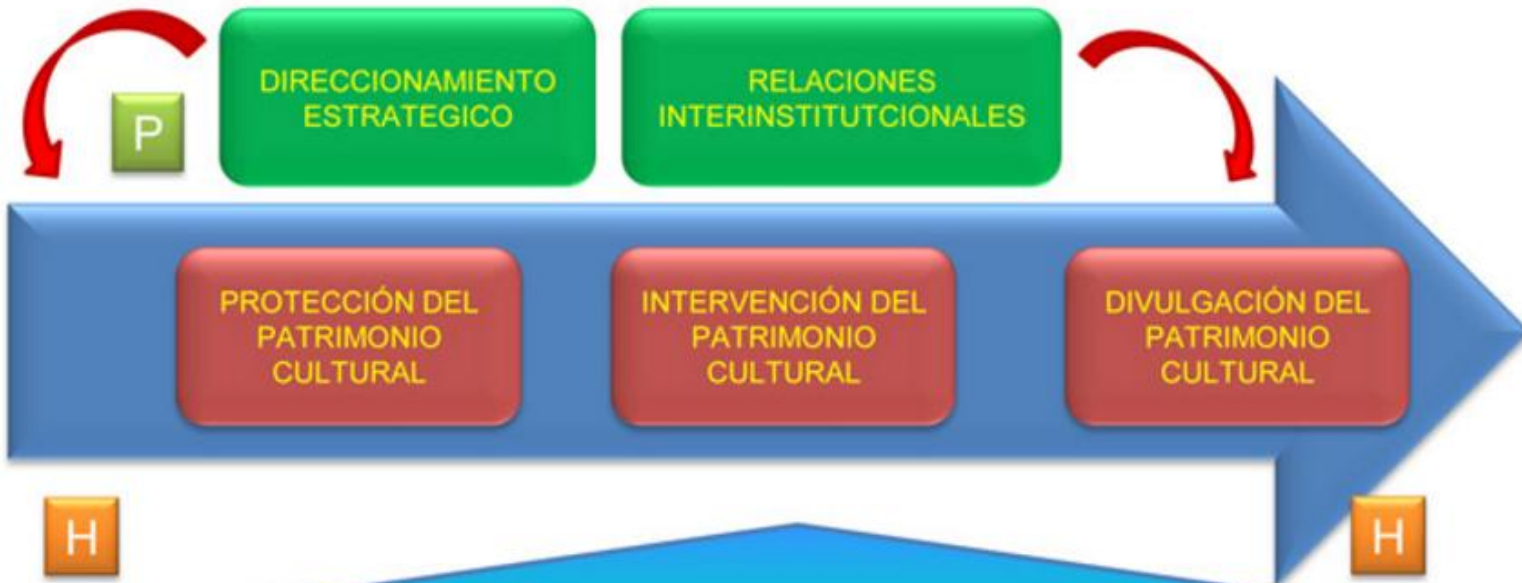 DIRECCIONAMIENTO
ESTRATEGICO
RELACIONES
INTERINSTITUTCIONALES
P
PROTECCIÓN DEL
PATRIMONIO
CULTURAL
INTERVENCIÓN DEL
PATRIMONIO
CULTURAL
DIVULGACIÓN DEL
PATRIMONIO
CULTURAL
H
H